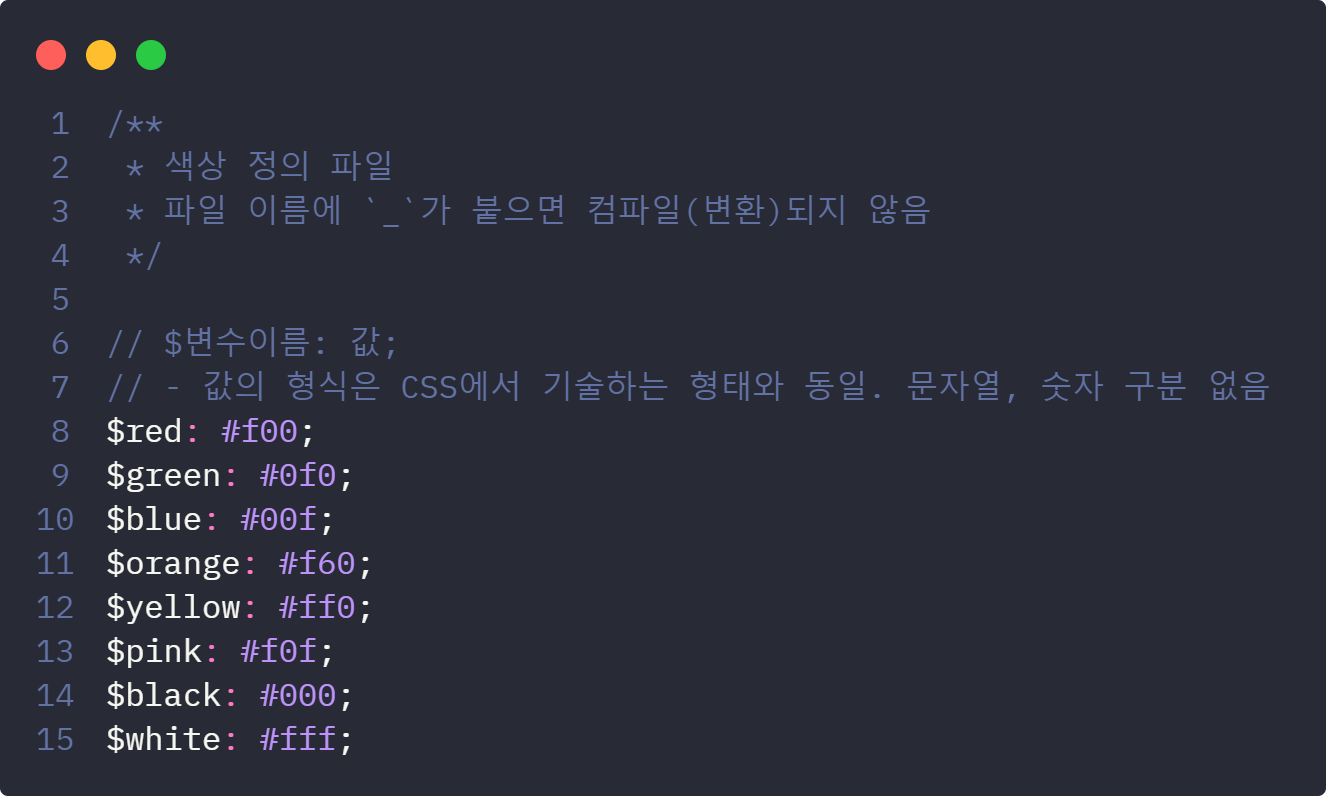 1 /**
2  * 색상 정의 파일
3  * 파일 이름에 `_`가 붙으면 컴파일(변환)되지 않음
4  */
5
6 // $변수이름: 값;
7 // - 값의 형식은 CSS에서 기술하는 형태와 동일. 문자열, 숫자 구분 없음
8 $red: #f00;
9 $green: #0f0;
10 $blue: #00f;
11 $orange: #f60;
12 $yellow: #ff0;
13 $pink: #f0f;
14 $black: #000;
15 $white: #fff;